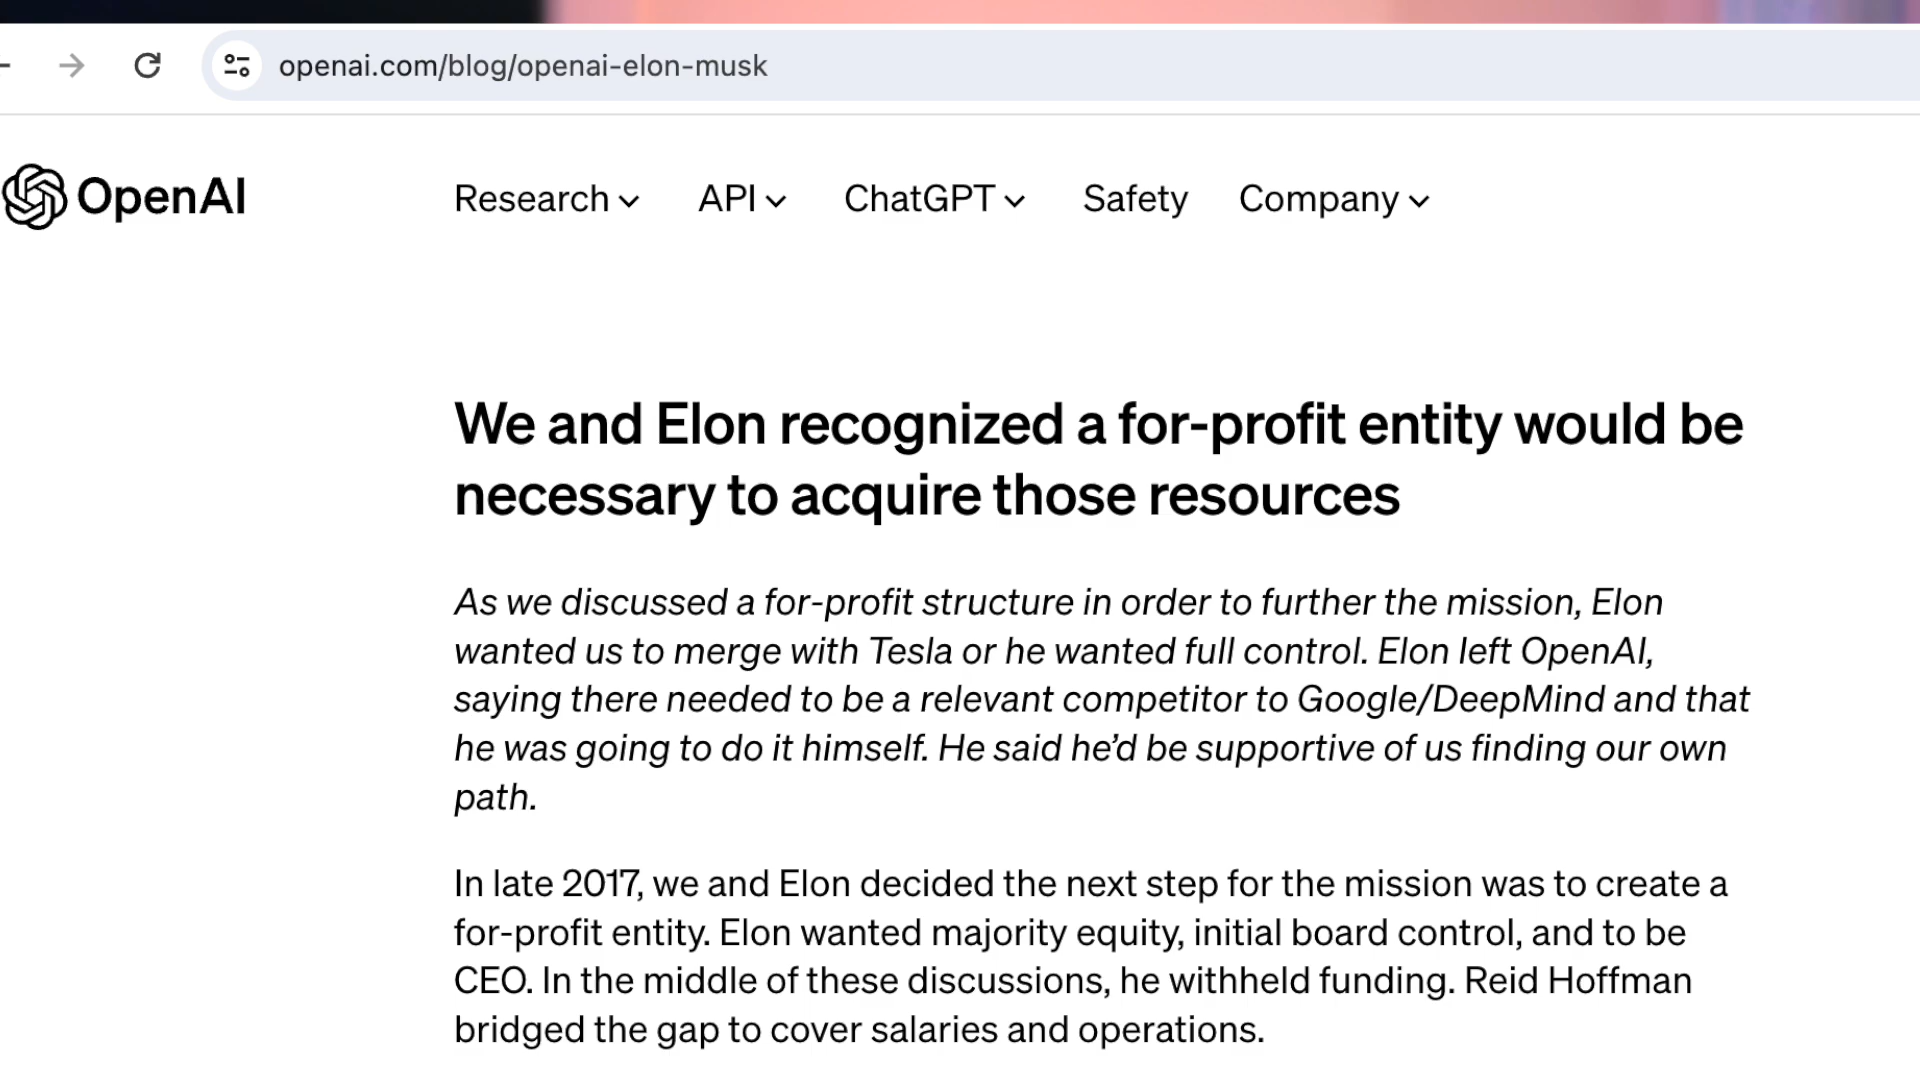 openai.com/blog/openai-elon-musk
OpenAI
Research API ChatGPT Safety Company
We and Elon recognized a for-profit entity would be
necessary to acquire those resources
As we discussed a for-profit structure in order to further the mission, Elon
wanted us to merge with Tesla or he wanted full control. Elon left OpenAI,
saying there needed to be a relevant competitor to Google/DeepMind and that
he was going to do it himself. He said he’d be supportive of us finding our own
path.
In late 2017, we and Elon decided the next step for the mission was to create a
for-profit entity. Elon wanted majority equity, initial board control, and to be
CEO. In the middle of these discussions, he withheld funding. Reid Hoffman
bridged the gap to cover salaries and operations.